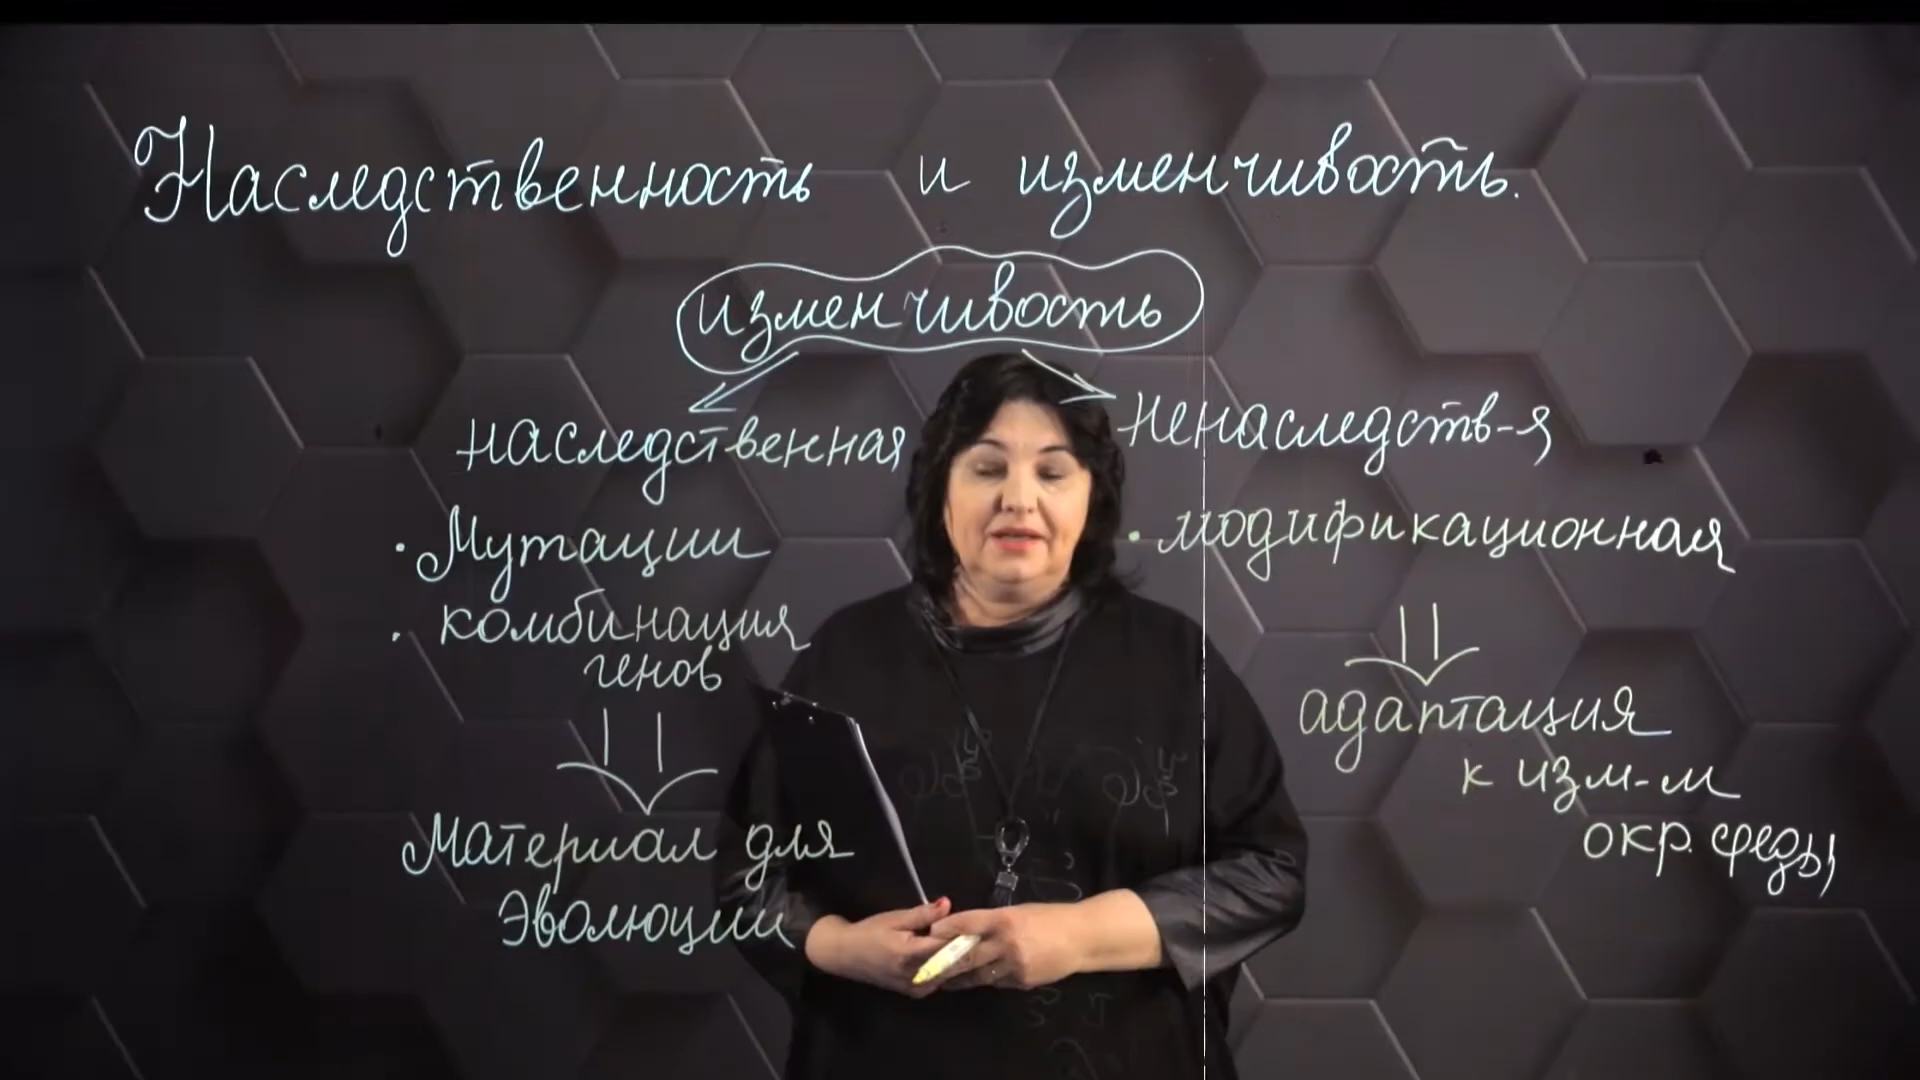 Наследственность и изменчивость.
изменчивость
наследственная
· Мутации
· комбинация
генов
Материал для
Эволюции
Ненаследств-я
· модификационная
адаптация
к изм-м
окр. среды